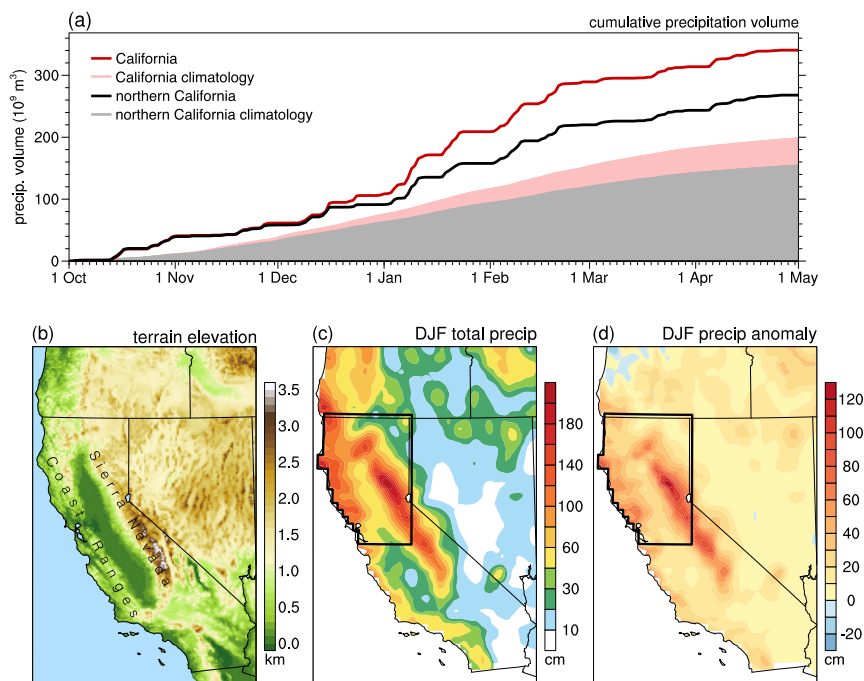 (a)
cumulative precipitation volume
precip. volume (10⁹ m³)
300
200
100
0
California
California climatology
northern California
northern California climatology
1 Oct
1 Nov
1 Dec
1 Jan
1 Feb
1 Mar
1 Apr
1 May
(b)
terrain elevation
Coast Ranges
Sierra Nevada
3.5
3.0
2.5
2.0
1.5
1.0
0.5
0.0
km
(c)
DJF total precip
180
140
100
60
30
10
cm
(d)
DJF precip anomaly
120
100
80
60
40
20
0
-20
cm